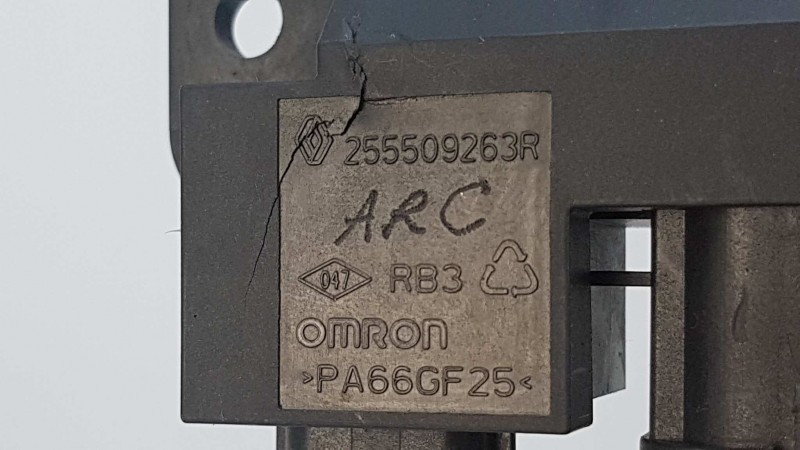 255509263R
ARC
047 RB3
omron
>PA66GF25<